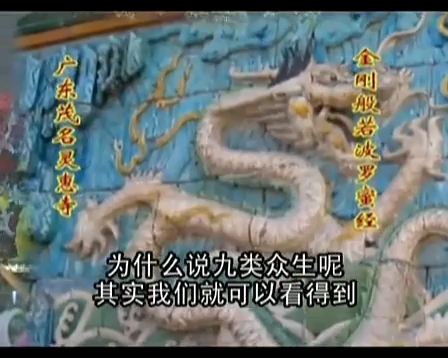 金刚般若波罗蜜经
广东茂名灵惠寺
为什么说九类众生呢
其实我们就可以看得到